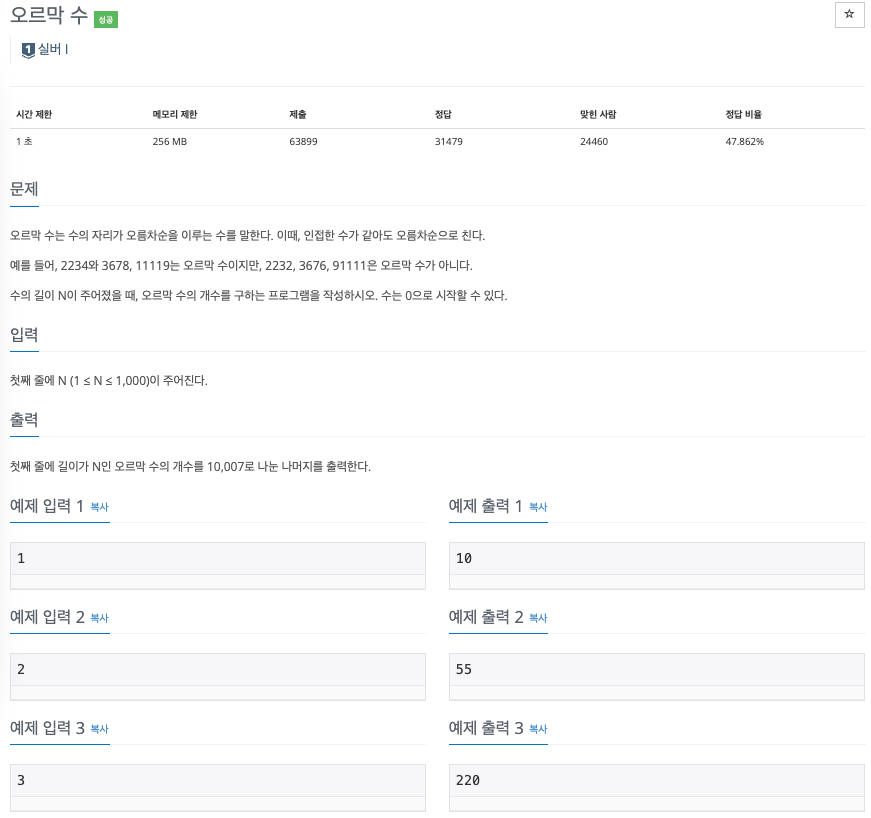 오르막 수 성공
☆
1 실버 I
시간 제한 메모리 제한 제출 정답 맞힌 사람 정답 비율
1 초 256 MB 63899 31479 24460 47.862%
문제
오르막 수는 수의 자리가 오름차순을 이루는 수를 말한다. 이때, 인접한 수가 같아도 오름차순으로 친다.
예를 들어, 2234와 3678, 11119는 오르막 수이지만, 2232, 3676, 91111은 오르막 수가 아니다.
수의 길이 N이 주어졌을 때, 오르막 수의 개수를 구하는 프로그램을 작성하시오. 수는 0으로 시작할 수 있다.
입력
첫째 줄에 N (1 ≤ N ≤ 1,000)이 주어진다.
출력
첫째 줄에 길이가 N인 오르막 수의 개수를 10,007로 나눈 나머지를 출력한다.
예제 입력 1 복사
1
예제 출력 1 복사
10
예제 입력 2 복사
2
예제 출력 2 복사
55
예제 입력 3 복사
3
예제 출력 3 복사
220